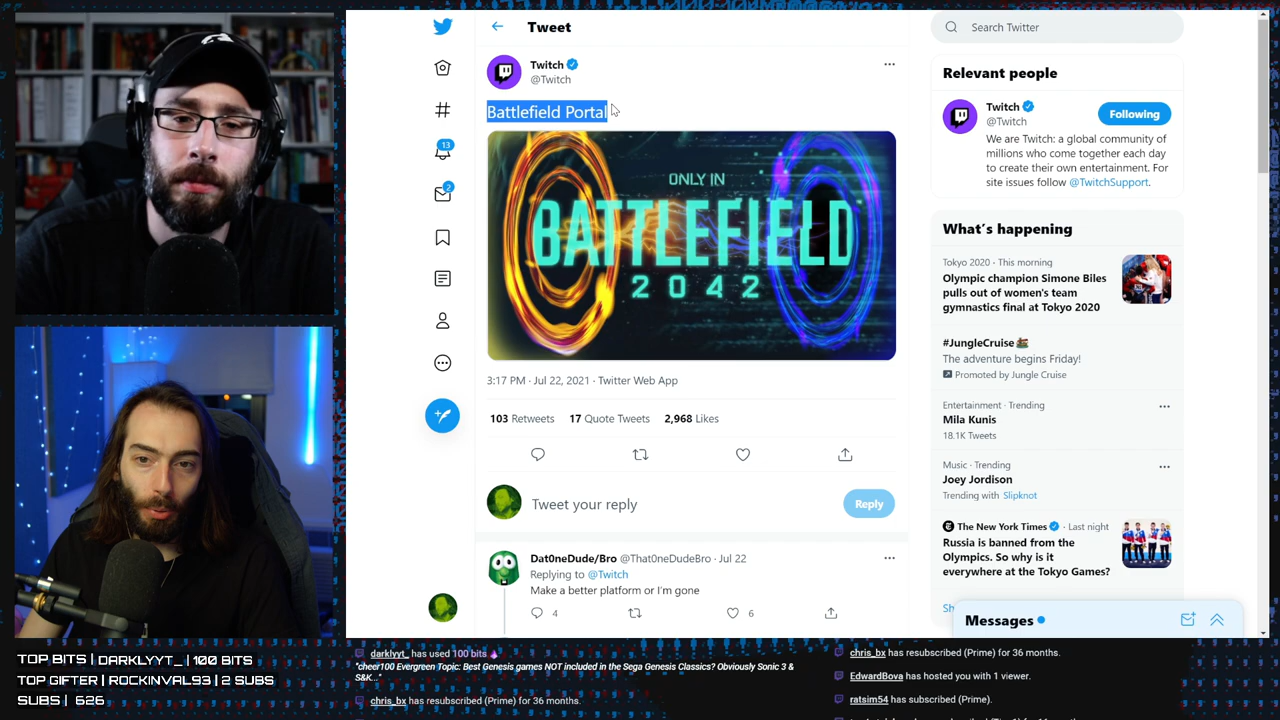 Tweet
Twitch
@Twitch
Battlefield Portal
ONLY IN
BATTLEFIELD
2042
3:17 PM · Jul 22, 2021 · Twitter Web App
103 Retweets 17 Quote Tweets 2,968 Likes
Tweet your reply
Reply
Dat0neDude/Bro @That0neDudeBro · Jul 22
Replying to @Twitch
Make a better platform or I'm gone
4
6
13
2
Search Twitter
Relevant people
Twitch
@Twitch
Following
We are Twitch: a global community of
millions who come together each day
to create their own entertainment. For
site issues follow @TwitchSupport.
What's happening
Tokyo 2020 · This morning
Olympic champion Simone Biles
pulls out of women's team
gymnastics final at Tokyo 2020
#JungleCruise
The adventure begins Friday!
Promoted by Jungle Cruise
Entertainment · Trending
Mila Kunis
18.1K Tweets
Music · Trending
Joey Jordison
Trending with Slipknot
The New York Times · Last night
Russia is banned from the
Olympics. So why is it
everywhere at the Tokyo Games?
Messages
TOP BITS | DARKLYYT_ | 100 BITS
TOP GIFTER | ROCKINVAL93 | 2 SUBS
SUBS | 626
darklyyt_ has used 100 bits
"cheer100 Evergreen Topic: Best Genesis games NOT included in the Sega Genesis Classics? Obviously Sonic 3 &
S&K..."
chris_bx has resubscribed (Prime) for 36 months.
chris_bx has resubscribed (Prime) for 36 months.
EdwardBova has hosted you with 1 viewer.
ratsim54 has subscribed (Prime).